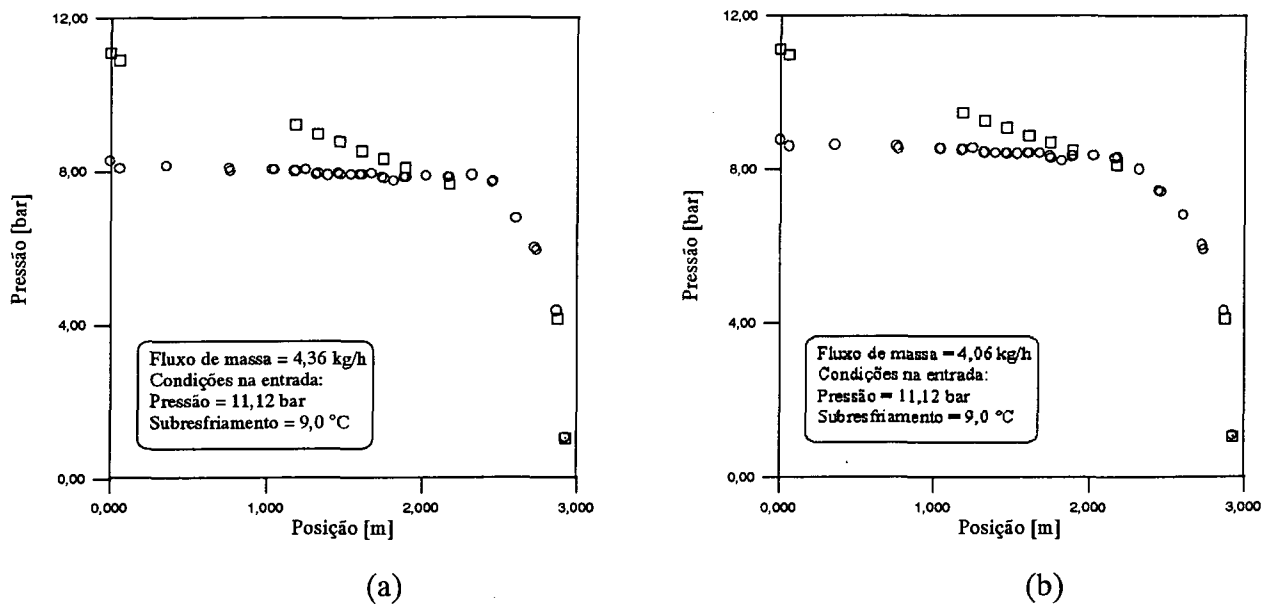 12,00
8,00
4,00
0,00
Pressão [bar]
Fluxo de massa = 4,36 kg/h
Condições na entrada:
Pressão = 11,12 bar
Subresfriamento = 9,0 °C
0,000 1,000 2,000 3,000
Posição [m]
(a)
12,00
8,00
4,00
0,00
Pressão [bar]
Fluxo de massa = 4,06 kg/h
Condições na entrada:
Pressão = 11,12 bar
Subresfriamento = 9,0 °C
0,000 1,000 2,000 3,000
Posição [m]
(b)